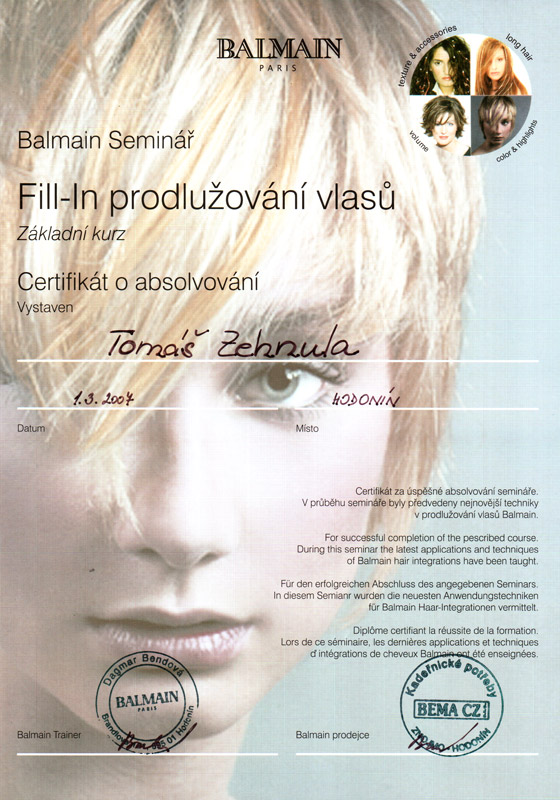 BALMAIN
PARIS
texture & accessories
long hair
volume
color & highlights
Balmain Seminář
Fill-In prodlužování vlasů
Základní kurz
Certifikát o absolvování
Vystaven
Tomáš Zehnula
1.3.2007
HODONÍN
Datum
Místo
Certifikát za úspěšné absolvování semináře.
V průběhu semináře byly předvedeny nejnovější techniky
v prodlužování vlasů Balmain.
For successful completion of the pescribed course.
During this seminar the latest applications and techniques
of Balmain hair integrations have been taught.
Für den erfolgreichen Abschluss des angegebenen Seminars.
In diesem Semianr wurden die neuesten Anwendungstechniken
für Balmain Haar-Integrationen vermittelt.
Diplôme certifiant la réussite de la formation.
Lors de ce séminaire, les dernières applications et techniques
d'intégrations de cheveux Balmain ont été enseignées.
Dagmar Bendová
BALMAIN
PARIS
01 Hodonín
Kadeřnické potřeby
BEMA CZ
HODONÍN
Balmain Trainer
Balmain prodejce